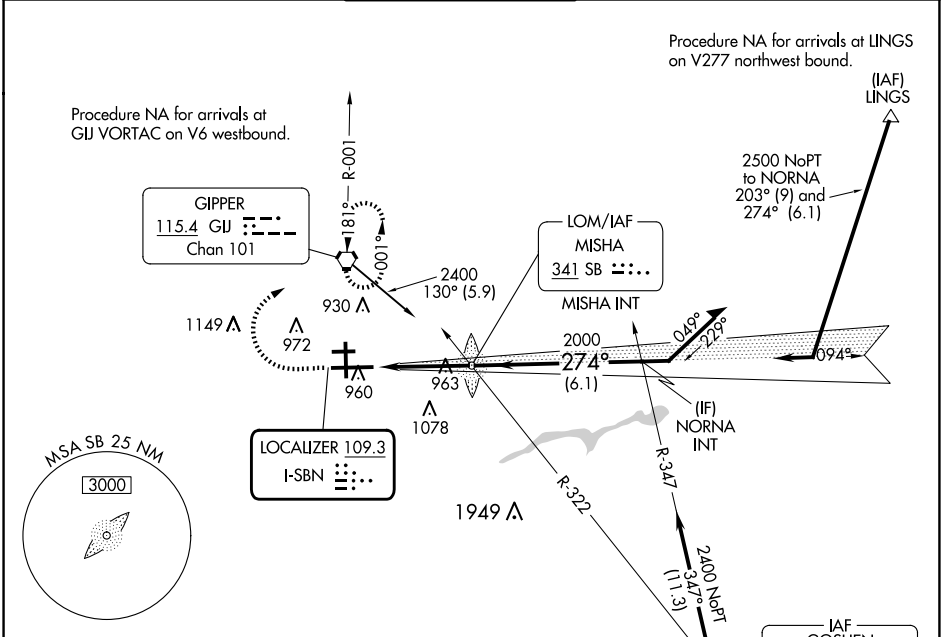 Procedure NA for arrivals at LINGS
on V277 northwest bound.
(IAF)
LINGS
Procedure NA for arrivals at
GIJ VORTAC on V6 westbound.
R-001
181°
001°
2500 NoPT
to NORNA
203° (9) and
274° (6.1)
GIPPER
115.4 GIJ
Chan 101
LOM/IAF
MISHA
341 SB
MISHA INT
2400
130° (5.9)
930
1149
972
049°
229°
2000
274°
(6.1)
094°
963
960
1078
(IF)
NORNA
INT
LOCALIZER 109.3
I-SBN
MSA SB 25 NM
3000
R-347
R-322
1949
2400 NoPT
347°
(11.3)
IAF
GOSHEN